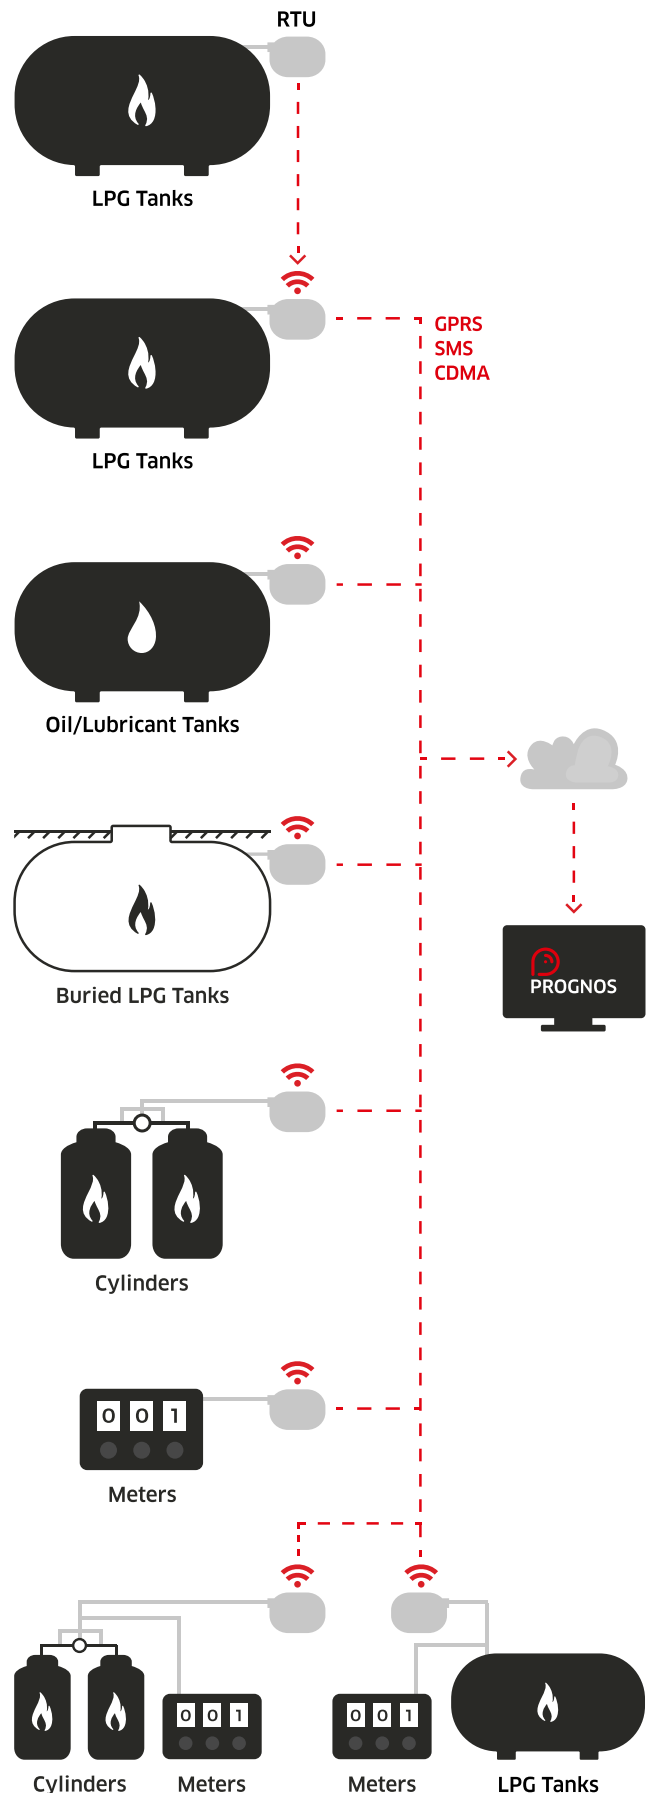 RTU
LPG Tanks
GPRS
SMS
CDMA
LPG Tanks
Oil/Lubricant Tanks
Buried LPG Tanks
PROGNOS
Cylinders
0 0 1
Meters
0 0 1
0 0 1
Cylinders
Meters
Meters
LPG Tanks